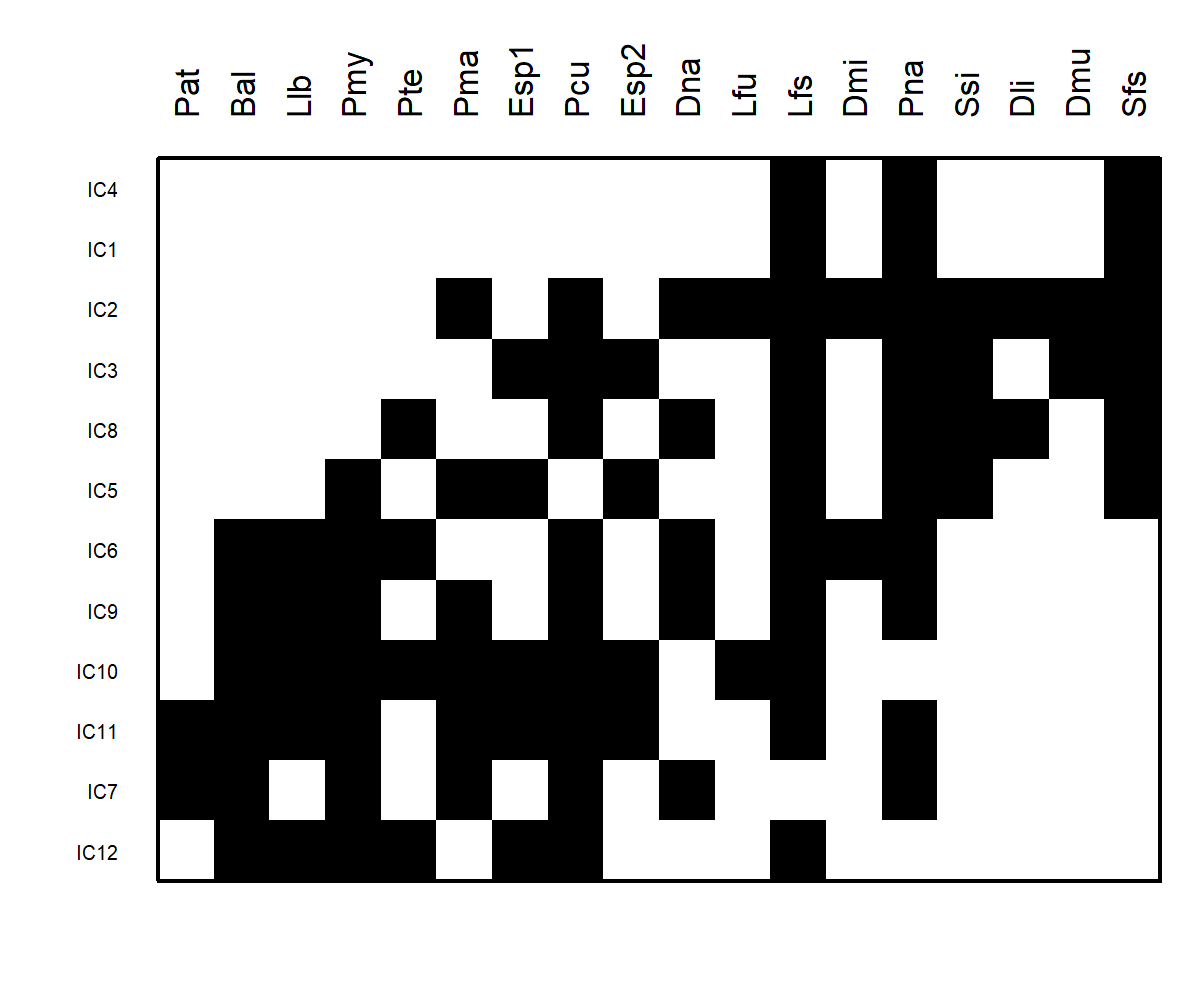 Pat Bal Llb Pmy Pte Pma Esp1 Pcu Esp2 Dna Lfu Lfs Dmi Pna Ssi Dli Dmu Sfs
IC4
IC1
IC2
IC3
IC8
IC5
IC6
IC9
IC10
IC11
IC7
IC12